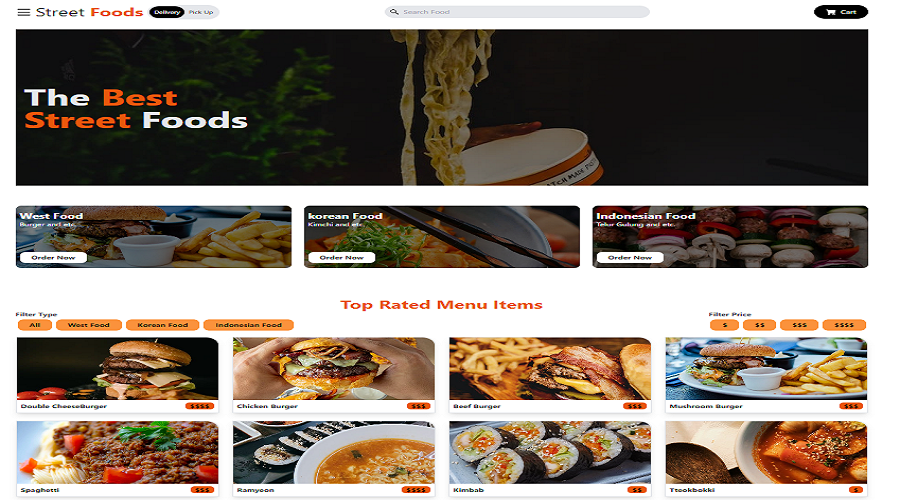 Street Foods Delivery Pick Up Search Food Cart
The Best
Street Foods
West Food
Burger and etc.
Order Now
korean Food
Kimchi and etc.
Order Now
Indonesian Food
Telur Gulung and etc.
Order Now
Top Rated Menu Items
Filter Type
All West Food Korean Food Indonesian Food
Filter Price
$ $$ $$$ $$$$
Double CheeseBurger $$$$
Chicken Burger $$$
Beef Burger $$
Mushroom Burger $$$
Spaghetti $$$
Ramyeon $$$$
Kimbab $$
Tteokbokki $